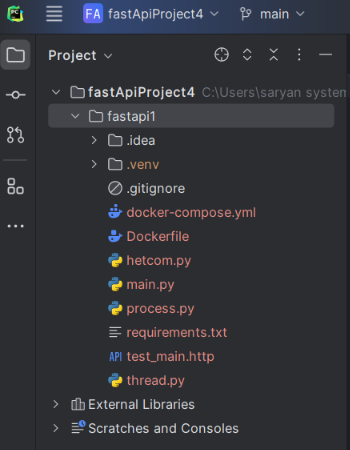 PC
FA fastApiProject4 main
Project
fastApiProject4 C:\Users\saryan system
fastapi1
.idea
.venv
.gitignore
docker-compose.yml
Dockerfile
hetcom.py
main.py
process.py
requirements.txt
API test_main.http
thread.py
External Libraries
Scratches and Consoles